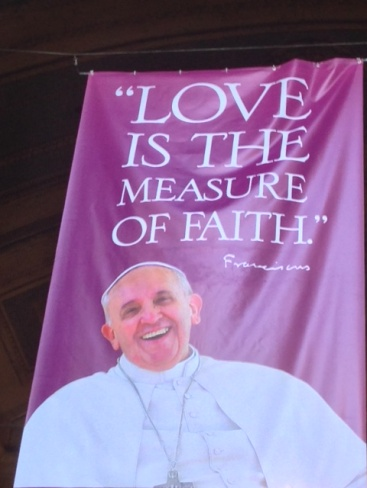 “LOVE
IS THE
MEASURE
OF FAITH.”
Franciscus